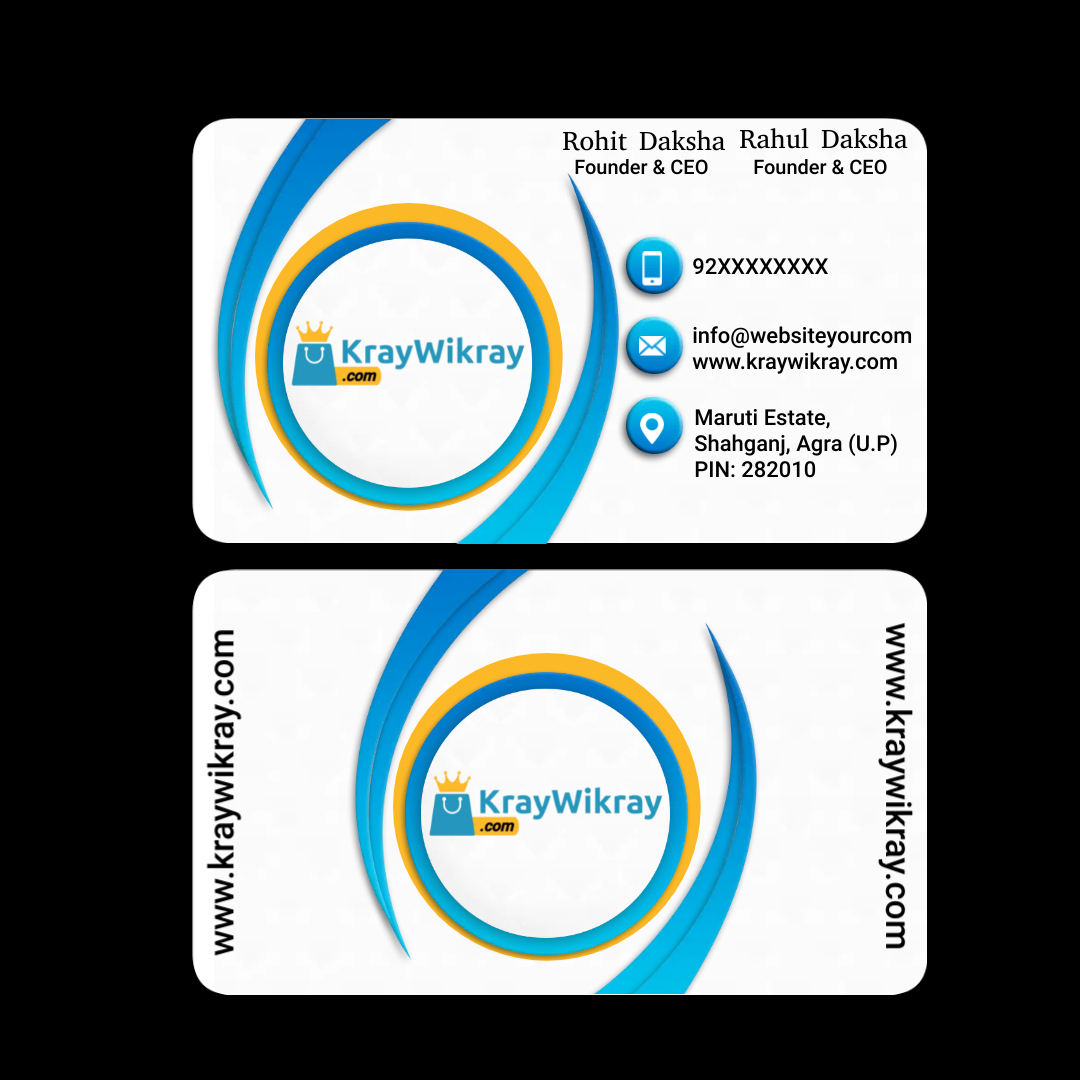 Rohit Daksha Rahul Daksha
Founder & CEO Founder & CEO
92XXXXXXXX
info@websiteyourcom
www.kraywikray.com
Maruti Estate,
Shahganj, Agra (U.P)
PIN: 282010
KrayWikray
.com
www.kraywikray.com
KrayWikray
.com
www.kraywikray.com